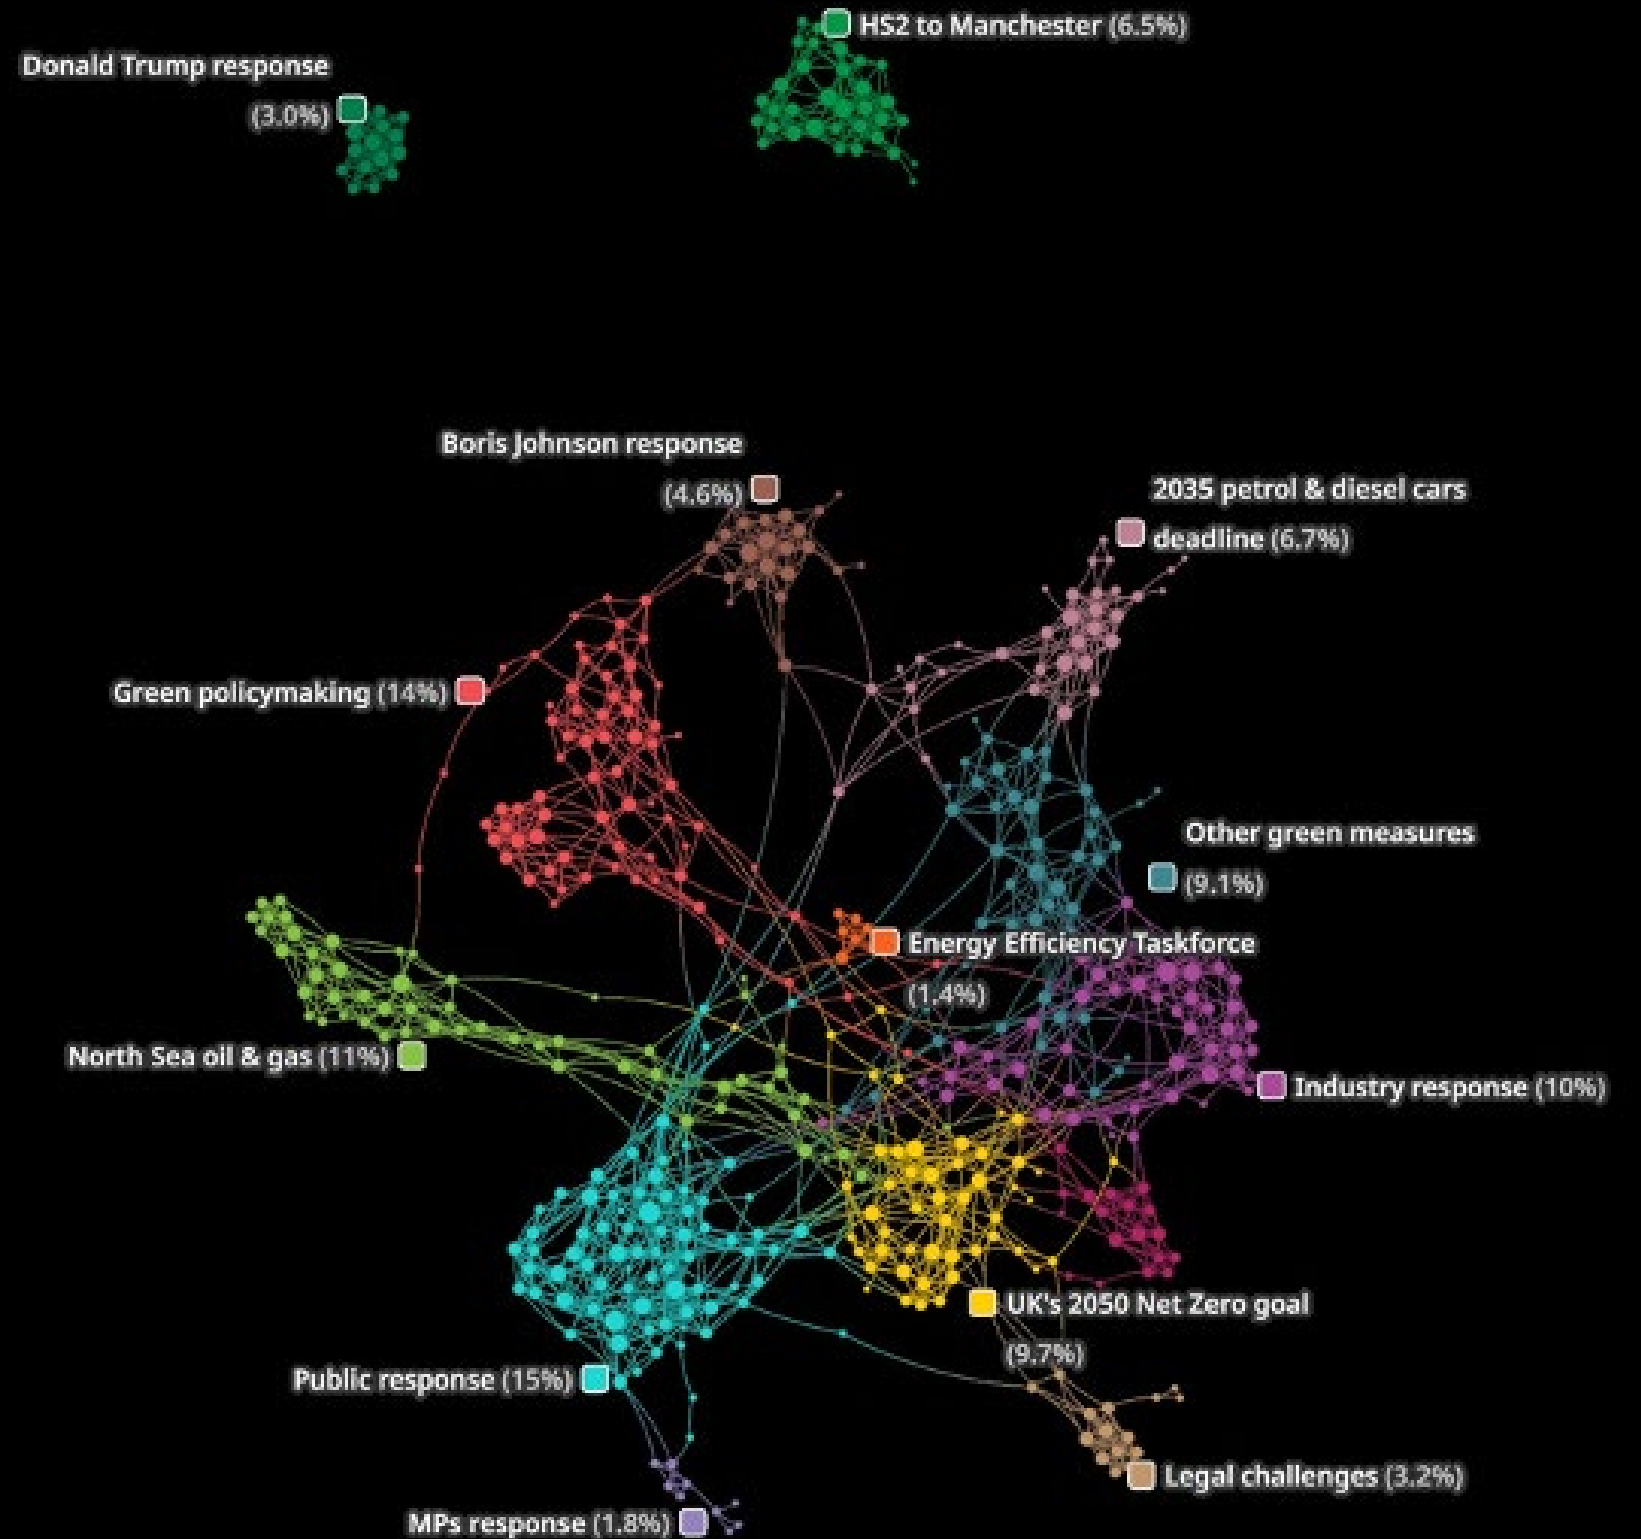 HS2 to Manchester (6.5%)
Donald Trump response
(3.0%)
Boris Johnson response
(4.6%)
2035 petrol & diesel cars
deadline (6.7%)
Green policymaking (14%)
Other green measures
(9.1%)
Energy Efficiency Taskforce
(1.4%)
North Sea oil & gas (11%)
Industry response (10%)
UK's 2050 Net Zero goal
(9.7%)
Public response (15%)
Legal challenges (3.2%)
MPs response (1.8%)